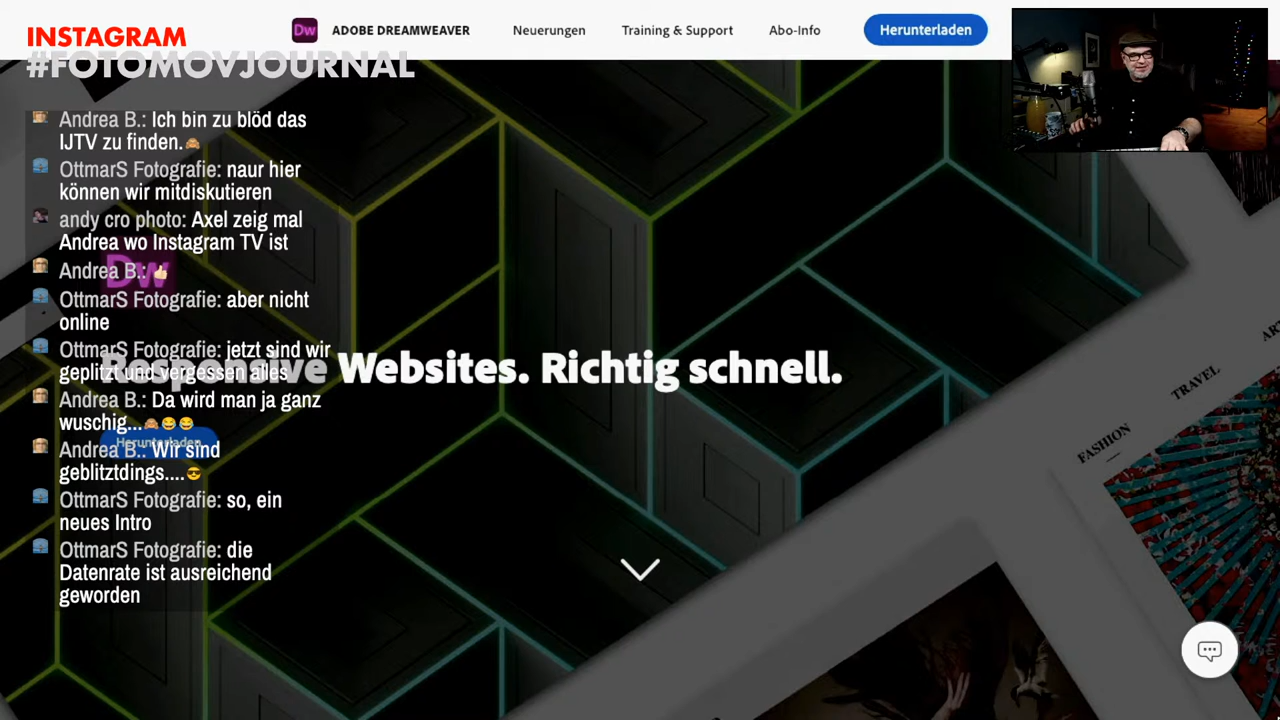 INSTAGRAM
#FOTOMOVJOURNAL
Dw ADOBE DREAMWEAVER Neuerungen Training & Support Abo-Info Herunterladen
Andrea B.: Ich bin zu blöd das
IJTV zu finden.🙈
OttmarS Fotografie: naur hier
können wir mitdiskutieren
andy cro photo: Axel zeig mal
Andrea wo Instagram TV ist
Dw
Andrea B.: 👍
OttmarS Fotografie: aber nicht
online
OttmarS Fotografie: jetzt sind wir
geplitzt und vergessen alles
Responsive Websites. Richtig schnell.
Andrea B.: Da wird man ja ganz
wuschig...🙈😂😂
Herunterladen
Andrea B.: Wir sind
geblitztdings....😎
OttmarS Fotografie: so, ein
neues Intro
OttmarS Fotografie: die
Datenrate ist ausreichend
geworden
FASHION
TRAVEL